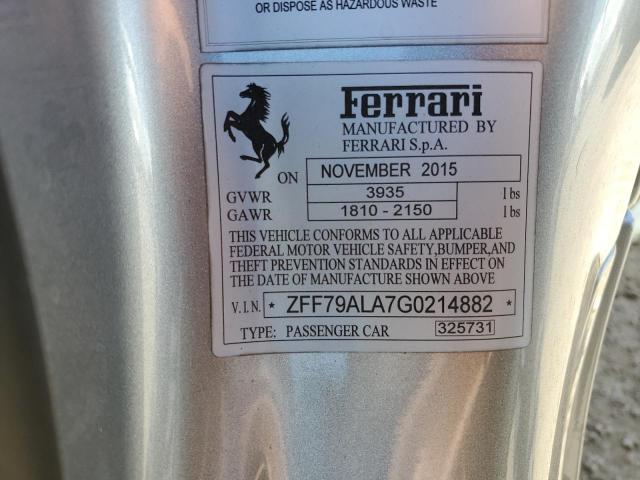 OR DISPOSE AS HAZARDOUS WASTE
Ferrari
MANUFACTURED BY
FERRARI S.p.A.
ON NOVEMBER 2015
GVWR 3935 lbs
GAWR 1810 - 2150 lbs
THIS VEHICLE CONFORMS TO ALL APPLICABLE
FEDERAL MOTOR VEHICLE SAFETY,BUMPER,AND
THEFT PREVENTION STANDARDS IN EFFECT ON
THE DATE OF MANUFACTURE SHOWN ABOVE
V.I.N. * ZFF79ALA7G0214882 *
TYPE: PASSENGER CAR 325731